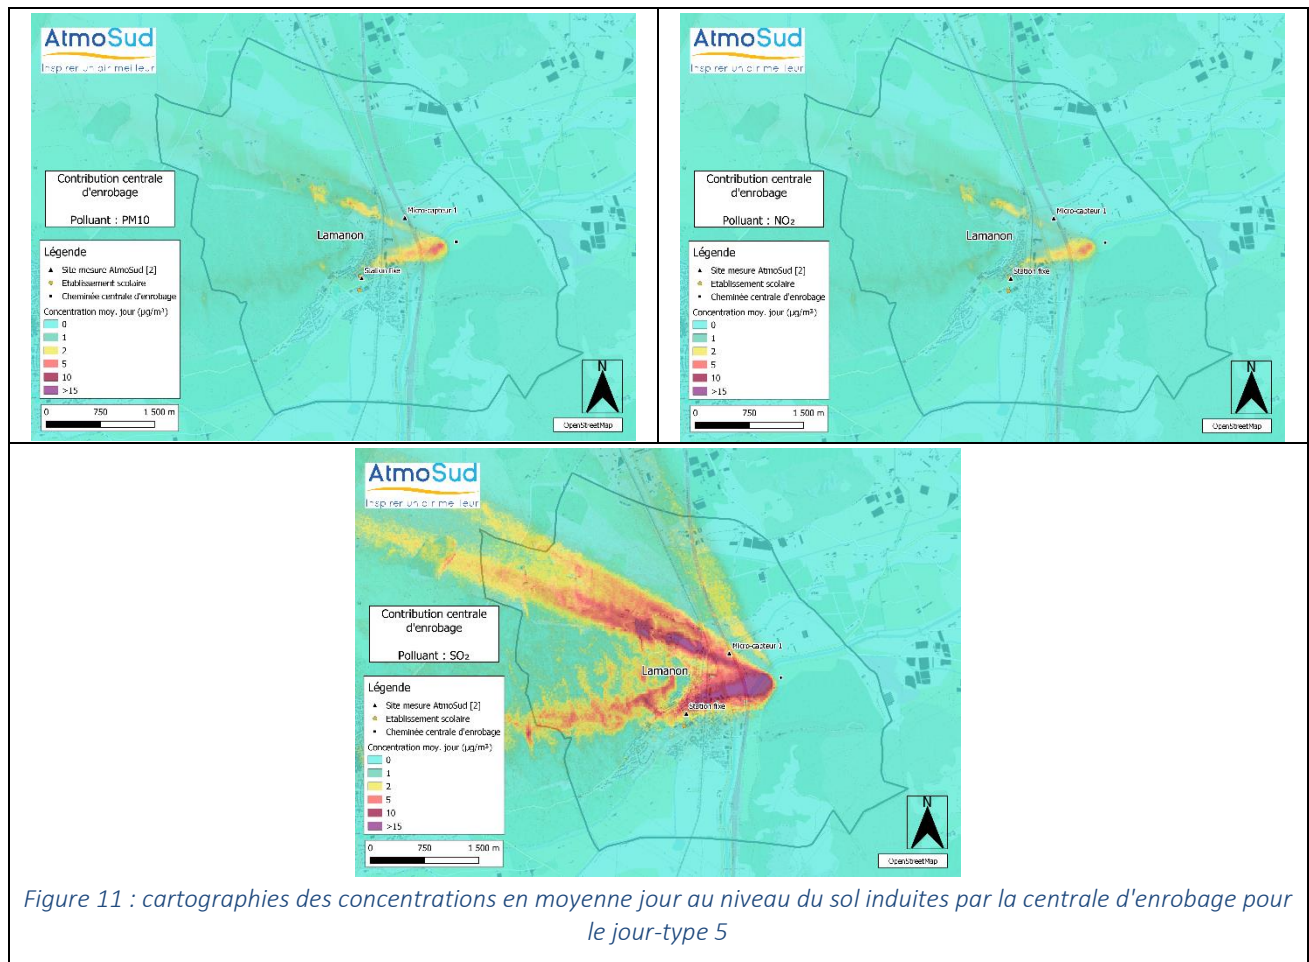 AtmoSud
Inspirer un air meilleur
Contribution centrale
d'enrobage
Polluant : PM10
Légende
Site mesure AtmoSud [2]
Etablissement scolaire
Cheminée centrale d'enrobage
Concentration moy. jour (µg/m³)
0
1
2
5
10
>15
0 750 1 500 m
Micro-capteur 1
Lamanon
Station fixe
N
OpenStreetMap
AtmoSud
Inspirer un air meilleur
Contribution centrale
d'enrobage
Polluant : NO₂
Légende
Site mesure AtmoSud [2]
Etablissement scolaire
Cheminée centrale d'enrobage
Concentration moy. jour (µg/m³)
0
1
2
5
10
>15
0 750 1 500 m
Micro-capteur 1
Lamanon
Station fixe
N
OpenStreetMap
AtmoSud
Inspirer un air meilleur
Contribution centrale
d'enrobage
Polluant : SO₂
Légende
Site mesure AtmoSud [2]
Etablissement scolaire
Cheminée centrale d'enrobage
Concentration moy. jour (µg/m³)
0
1
2
5
10
>15
0 750 1 500 m
Micro-capteur 1
Lamanon
Station fixe
N
OpenStreetMap
Figure 11 : cartographies des concentrations en moyenne jour au niveau du sol induites par la centrale d'enrobage pour
le jour-type 5